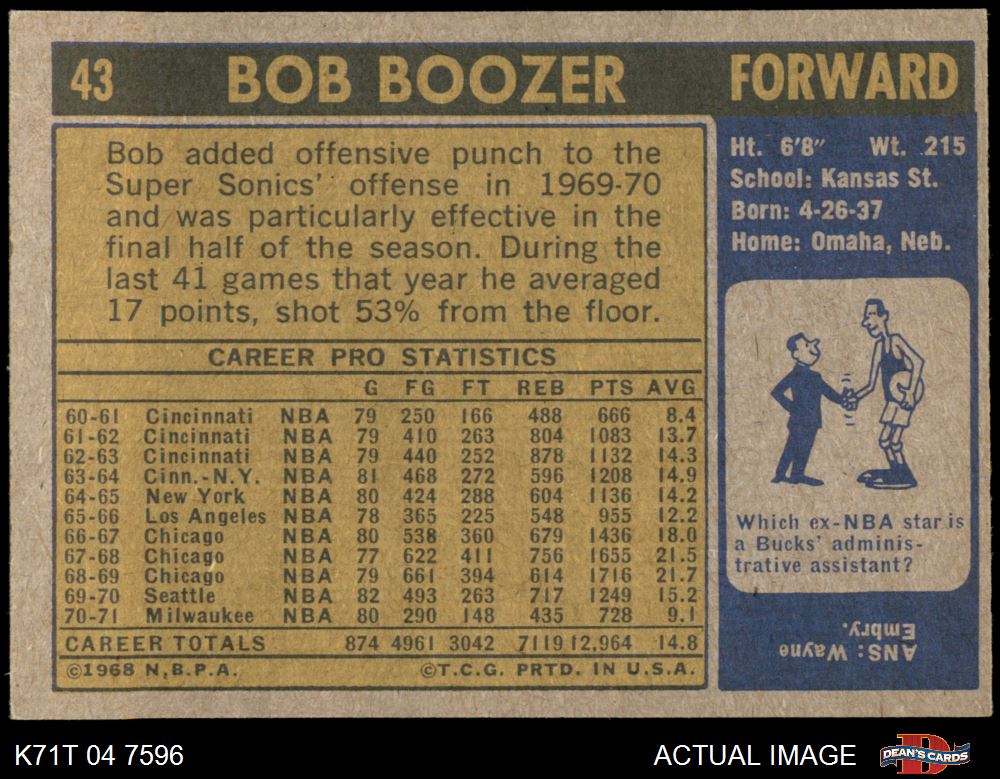 43 BOB BOOZER FORWARD
Bob added offensive punch to the
Super Sonics' offense in 1969-70
and was particularly effective in the
final half of the season. During the
last 41 games that year he averaged
17 points, shot 53% from the floor.
CAREER PRO STATISTICS
G FG FT REB PTS AVG
60-61 Cincinnati NBA 79 250 166 488 666 8.4
61-62 Cincinnati NBA 79 410 263 804 1083 13.7
62-63 Cincinnati NBA 79 440 252 878 1132 14.3
63-64 Cinn.-N.Y. NBA 81 468 272 596 1208 14.9
64-65 New York NBA 80 424 288 604 1136 14.2
65-66 Los Angeles NBA 78 365 225 548 955 12.2
66-67 Chicago NBA 80 538 360 679 1436 18.0
67-68 Chicago NBA 77 622 411 756 1655 21.5
68-69 Chicago NBA 79 661 394 614 1716 21.7
69-70 Seattle NBA 82 493 263 717 1249 15.2
70-71 Milwaukee NBA 80 290 148 435 728 9.1
CAREER TOTALS 874 4961 3042 7119 12,964 14.8
©1968 N.B.P.A. ©T.C.G. PRTD. IN U.S.A.
Ht. 6'8" Wt. 215
School: Kansas St.
Born: 4-26-37
Home: Omaha, Neb.
Which ex-NBA star is
a Bucks' adminis-
trative assistant?
ANS: Wayne
Embry.
K71T 04 7596 ACTUAL IMAGE DEAN'S CARDS